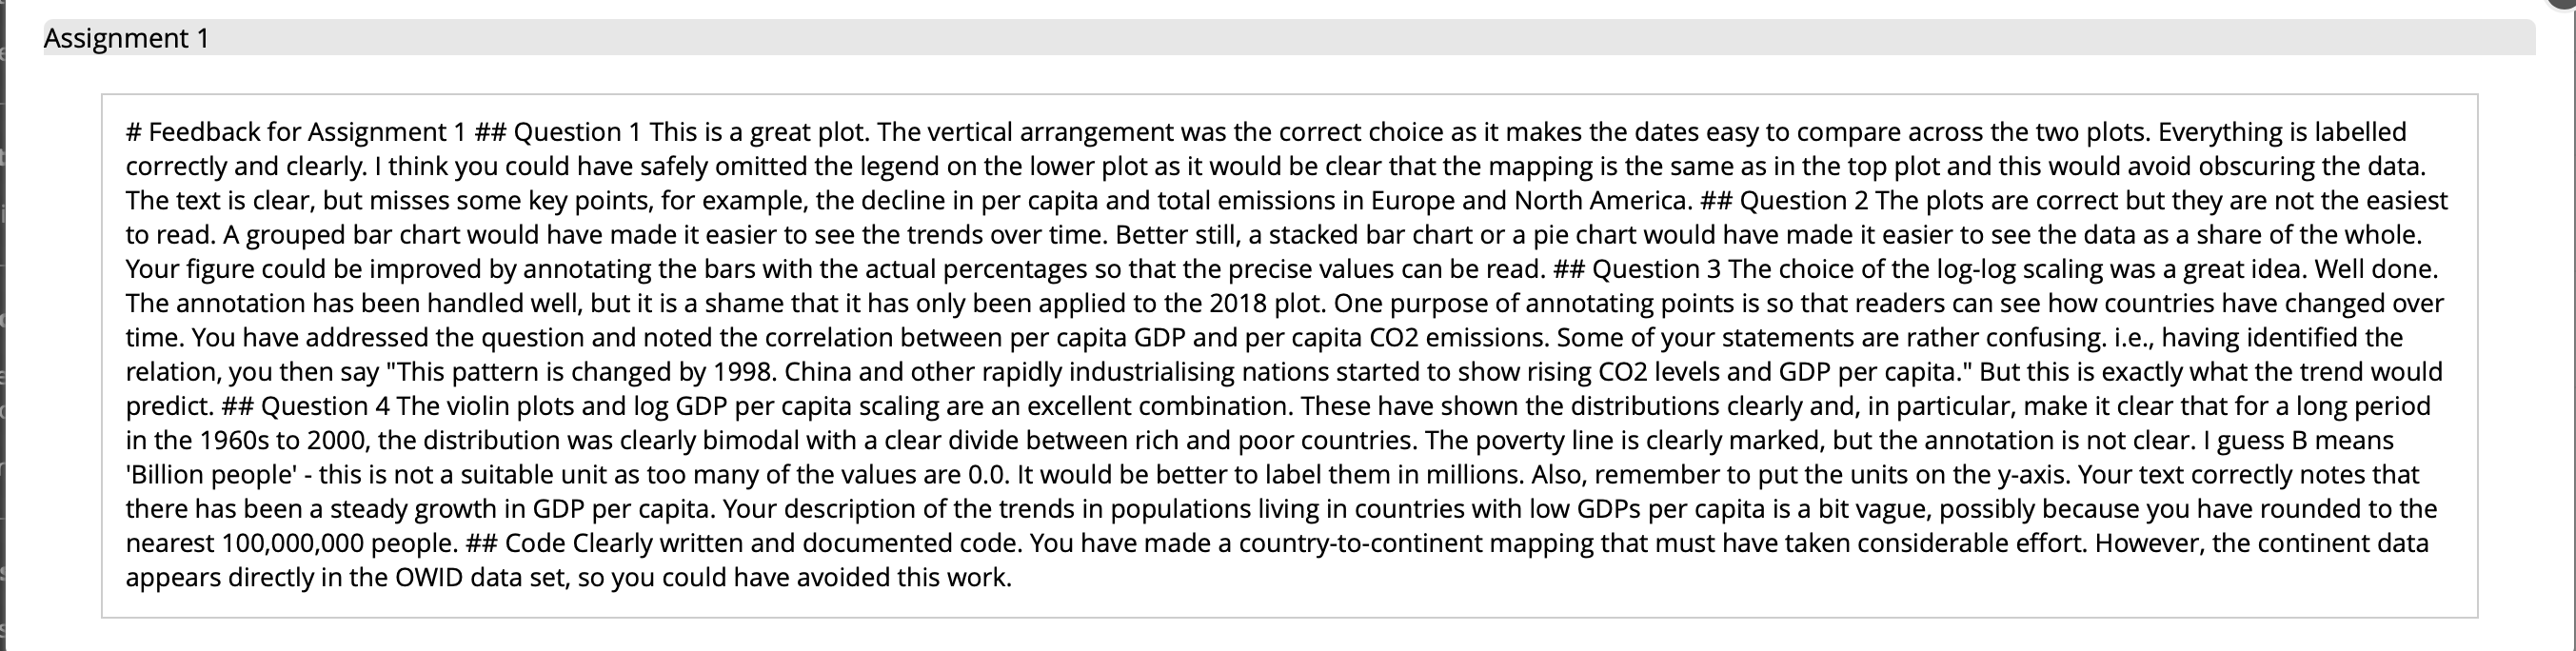 Assignment 1
# Feedback for Assignment 1 ## Question 1 This is a great plot. The vertical arrangement was the correct choice as it makes the dates easy to compare across the two plots. Everything is labelled
correctly and clearly. I think you could have safely omitted the legend on the lower plot as it would be clear that the mapping is the same as in the top plot and this would avoid obscuring the data.
The text is clear, but misses some key points, for example, the decline in per capita and total emissions in Europe and North America. ## Question 2 The plots are correct but they are not the easiest
to read. A grouped bar chart would have made it easier to see the trends over time. Better still, a stacked bar chart or a pie chart would have made it easier to see the data as a share of the whole.
Your figure could be improved by annotating the bars with the actual percentages so that the precise values can be read. ## Question 3 The choice of the log-log scaling was a great idea. Well done.
The annotation has been handled well, but it is a shame that it has only been applied to the 2018 plot. One purpose of annotating points is so that readers can see how countries have changed over
time. You have addressed the question and noted the correlation between per capita GDP and per capita CO2 emissions. Some of your statements are rather confusing. i.e., having identified the
relation, you then say "This pattern is changed by 1998. China and other rapidly industrialising nations started to show rising CO2 levels and GDP per capita." But this is exactly what the trend would
predict. ## Question 4 The violin plots and log GDP per capita scaling are an excellent combination. These have shown the distributions clearly and, in particular, make it clear that for a long period
in the 1960s to 2000, the distribution was clearly bimodal with a clear divide between rich and poor countries. The poverty line is clearly marked, but the annotation is not clear. I guess B means
'Billion people' - this is not a suitable unit as too many of the values are 0.0. It would be better to label them in millions. Also, remember to put the units on the y-axis. Your text correctly notes that
there has been a steady growth in GDP per capita. Your description of the trends in populations living in countries with low GDPs per capita is a bit vague, possibly because you have rounded to the
nearest 100,000,000 people. ## Code Clearly written and documented code. You have made a country-to-continent mapping that must have taken considerable effort. However, the continent data
appears directly in the OWID data set, so you could have avoided this work.